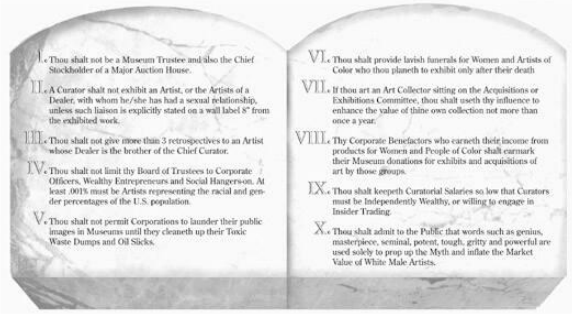 I. Thou shalt not be a Museum Trustee and also the Chief
Stockholder of a Major Auction House.
II. A Curator shalt not exhibit an Artist, or the Artists of a
Dealer, with whom he/she has had a sexual relationship,
unless such liaison is explicitly stated on a wall label 8" from
the exhibited work.
III. Thou shalt not give more than 3 retrospectives to an Artist
whose Dealer is the brother of the Chief Curator.
IV. Thou shalt not limit thy Board of Trustees to Corporate
Officers, Wealthy Entrepreneurs and Social Hangers-on. At
least .001% must be Artists representing the racial and gen-
der percentages of the U.S. population.
V. Thou shalt not permit Corporations to launder their public
images in Museums until they cleaneth up their Toxic
Waste Dumps and Oil Slicks.
VI. Thou shalt provide lavish funerals for Women and Artists of
Color who thou planeth to exhibit only after their death
VII. If thou art an Art Collector sitting on the Acquisitions or
Exhibitions Committee, thou shalt useth thy influence to
enhance the value of thine own collection not more than
once a year.
VIII. Thy Corporate Benefactors who earneth their income from
products for Women and People of Color shalt earmark
their Museum donations for exhibits and acquisitions of
art by those groups.
IX. Thou shalt keepeth Curatorial Salaries so low that Curators
must be Independently Wealthy, or willing to engage in
Insider Trading.
X. Thou shalt admit to the Public that words such as genius,
masterpiece, seminal, potent, tough, gritty and powerful are
used solely to prop up the Myth and inflate the Market
Value of White Male Artists.